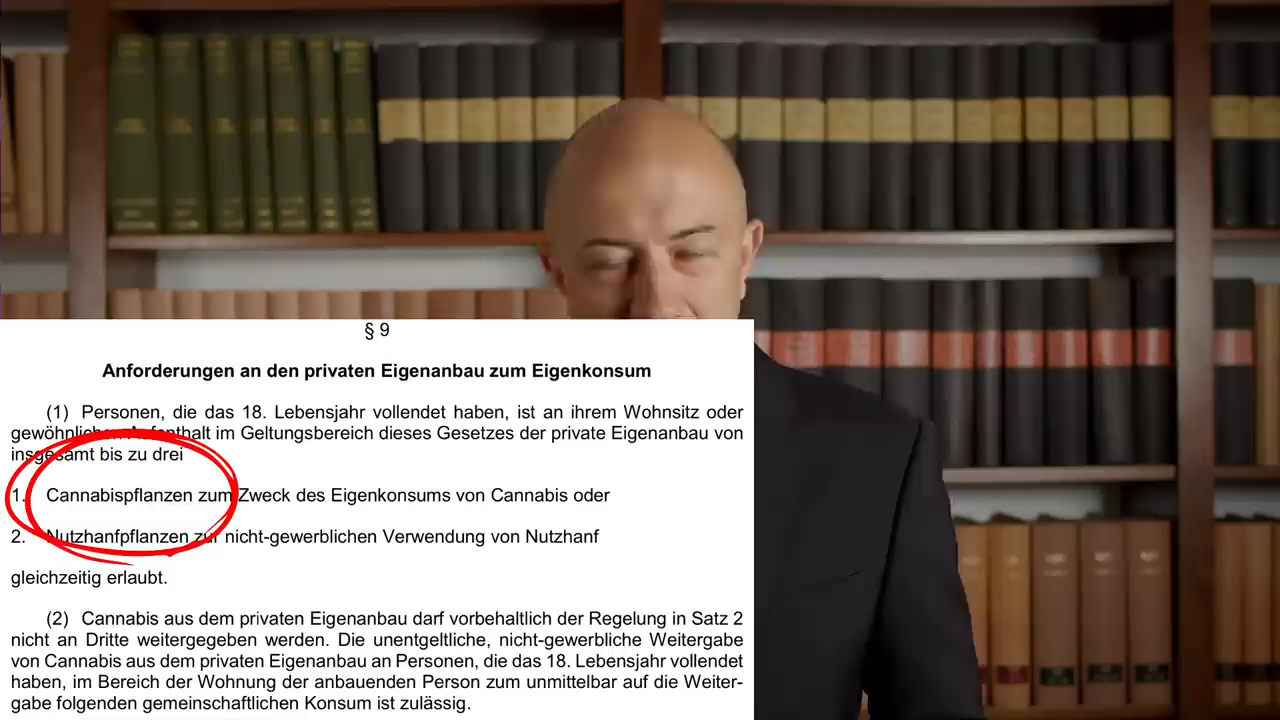 § 9
Anforderungen an den privaten Eigenanbau zum Eigenkonsum
(1) Personen, die das 18. Lebensjahr vollendet haben, ist an ihrem Wohnsitz oder
gewöhnlichen Aufenthalt im Geltungsbereich dieses Gesetzes der private Eigenanbau von
insgesamt bis zu drei
1. Cannabispflanzen zum Zweck des Eigenkonsums von Cannabis oder
2. Nutzhanfpflanzen zur nicht-gewerblichen Verwendung von Nutzhanf
gleichzeitig erlaubt.
(2) Cannabis aus dem privaten Eigenanbau darf vorbehaltlich der Regelung in Satz 2
nicht an Dritte weitergegeben werden. Die unentgeltliche, nicht-gewerbliche Weitergabe
von Cannabis aus dem privaten Eigenanbau an Personen, die das 18. Lebensjahr vollendet
haben, im Bereich der Wohnung der anbauenden Person zum unmittelbar auf die Weiter-
gabe folgenden gemeinschaftlichen Konsum ist zulässig.